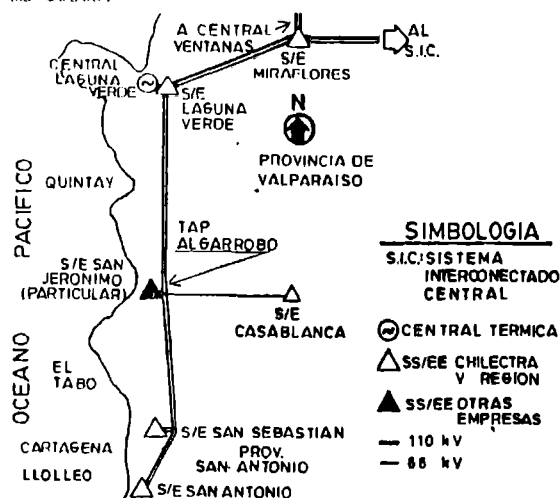 A CENTRAL
VENTANAS
AL
S.I.C.
S/E
MIRAFLORES
CENTRAL
LAGUNA
VERDE
S/E
LAGUNA
VERDE
N
PROVINCIA DE
VALPARAISO
QUINTAY
PACIFICO
TAP
ALGARROBO
S/E SAN
JERONIMO
(PARTICULAR)
S/E
CASABLANCA
EL
TABO
OCEANO
S/E SAN SEBASTIAN
PROV.
SAN ANTONIO
CARTAGENA
LLOLLEO
S/E SAN ANTONIO
SIMBOLOGIA
S.I.C.: SISTEMA
INTERCONECTADO
CENTRAL
CENTRAL TERMICA
SS/EE CHILECTRA
V REGION
SS/EE OTRAS
EMPRESAS
110 kV
66 kV